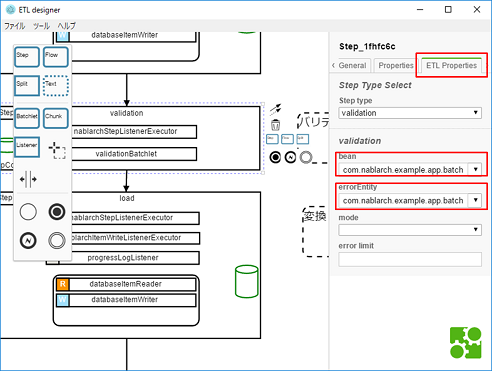 ETL designer
ファイル ツール ヘルプ
databaseItemWriter
W
Step
Flow
Split
Text
Batchlet
Chunk
Listener
validation
nablarchStepListenerExecutor
validationBatchlet
load
nablarchStepListenerExecutor
nablarchItemWriteListenerExecutor
progressLogListener
R databaseItemReader
W databaseItemWriter
バリデ
変換
Step_1fhfc6c
General Properties ETL Properties
Step Type Select
Step type
validation
validation
bean
com.nablarch.example.app.batch
errorEntity
com.nablarch.example.app.batch
mode
error limit